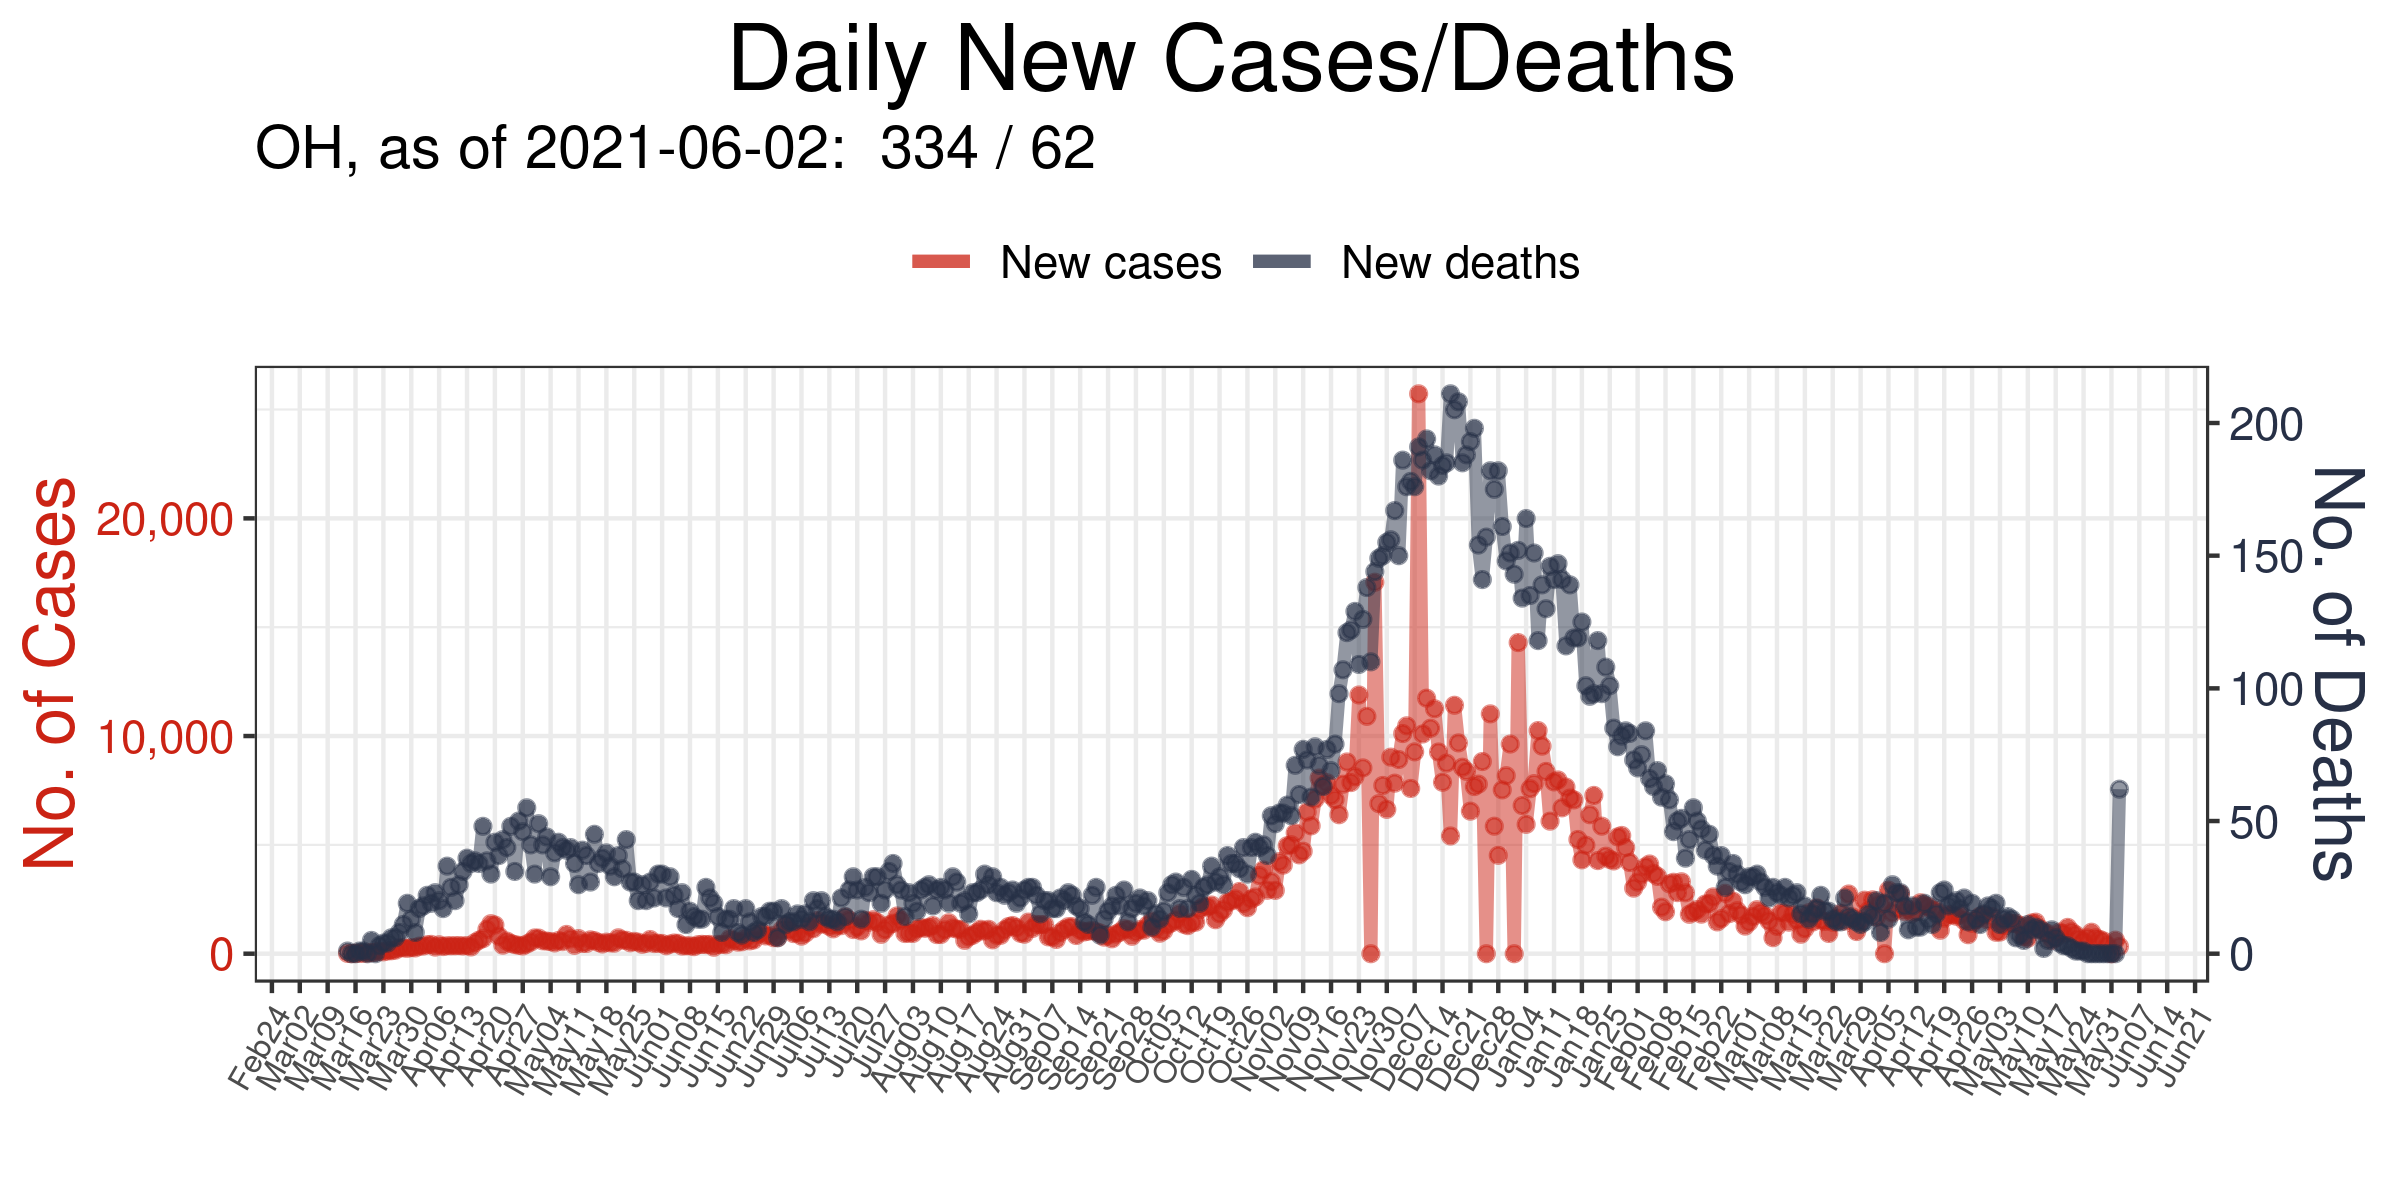 Daily New Cases/Deaths
OH, as of 2021-06-02:  334 / 62
New cases
New deaths
No. of Cases
20,000
10,000
0
200
150
100
50
0
No. of Deaths
Feb24
Mar02
Mar09
Mar16
Mar23
Mar30
Apr06
Apr13
Apr20
Apr27
May04
May11
May18
May25
Jun01
Jun08
Jun15
Jun22
Jun29
Jul06
Jul13
Jul20
Jul27
Aug03
Aug10
Aug17
Aug24
Aug31
Sep07
Sep14
Sep21
Sep28
Oct05
Oct12
Oct19
Oct26
Nov02
Nov09
Nov16
Nov23
Nov30
Dec07
Dec14
Dec21
Dec28
Jan04
Jan11
Jan18
Jan25
Feb01
Feb08
Feb15
Feb22
Mar01
Mar08
Mar15
Mar22
Mar29
Apr05
Apr12
Apr19
Apr26
May03
May10
May17
May24
May31
Jun07
Jun14
Jun21